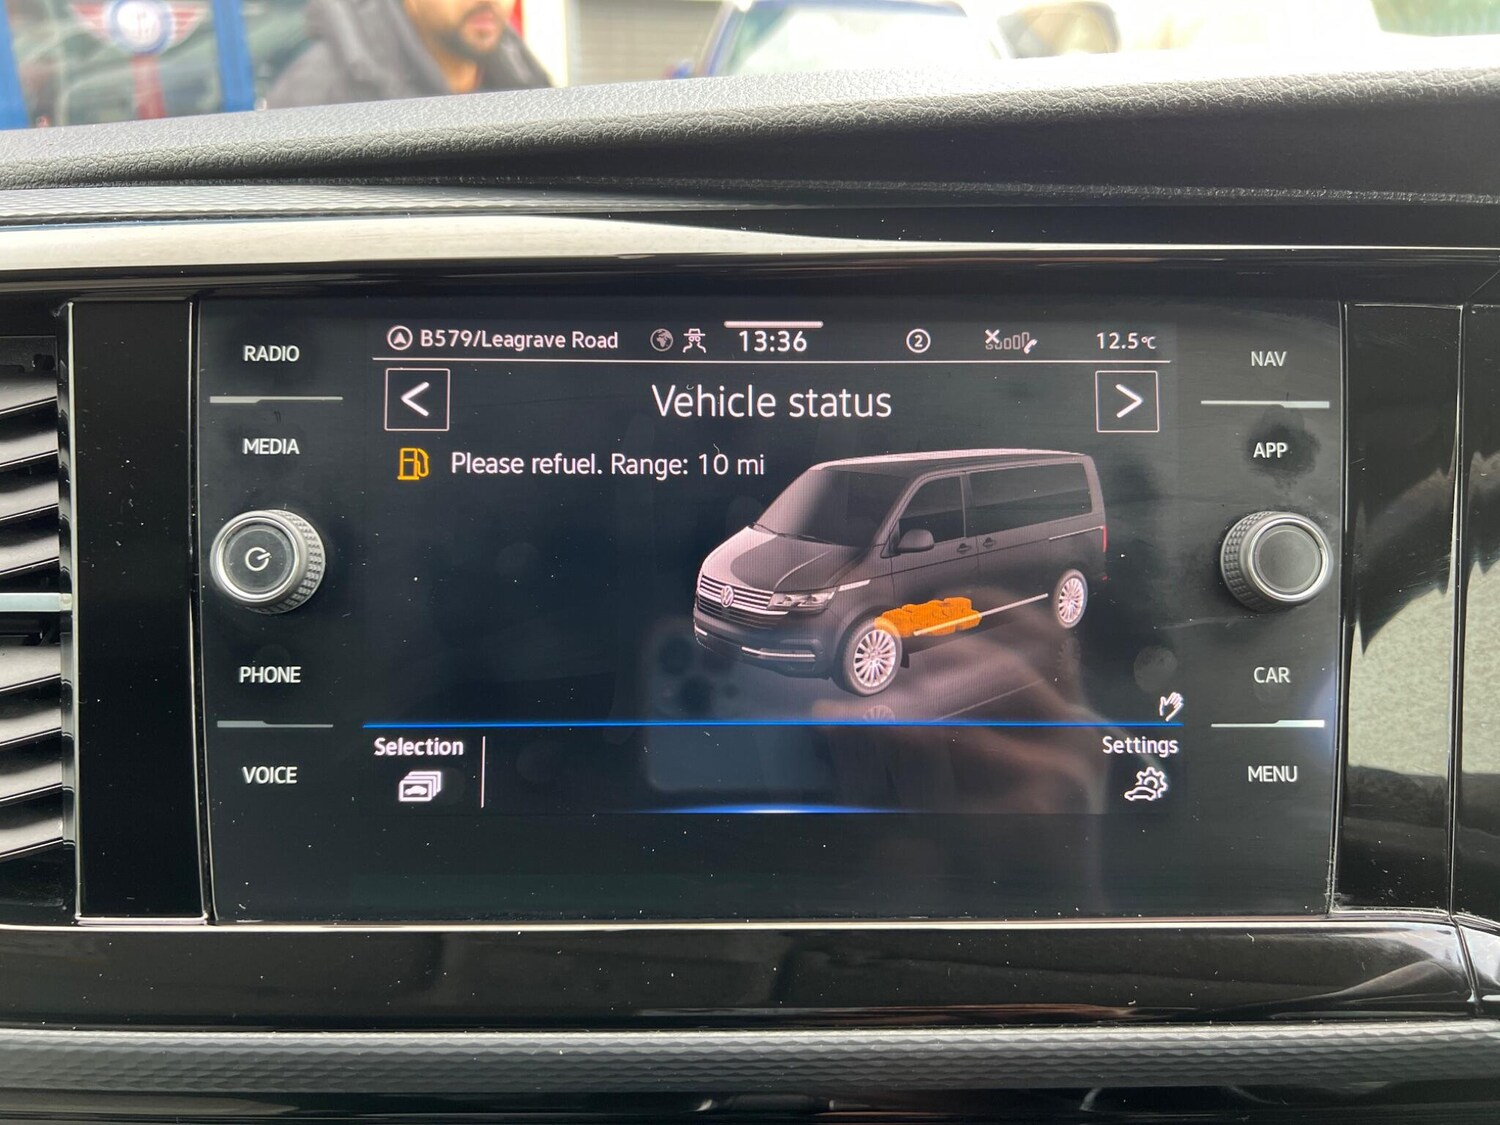 RADIO
MEDIA
PHONE
VOICE
B579/Leagrave Road
13:36
2
12.5°C
Vehicle status
Please refuel. Range: 10 mi
Selection
Settings
NAV
APP
CAR
MENU